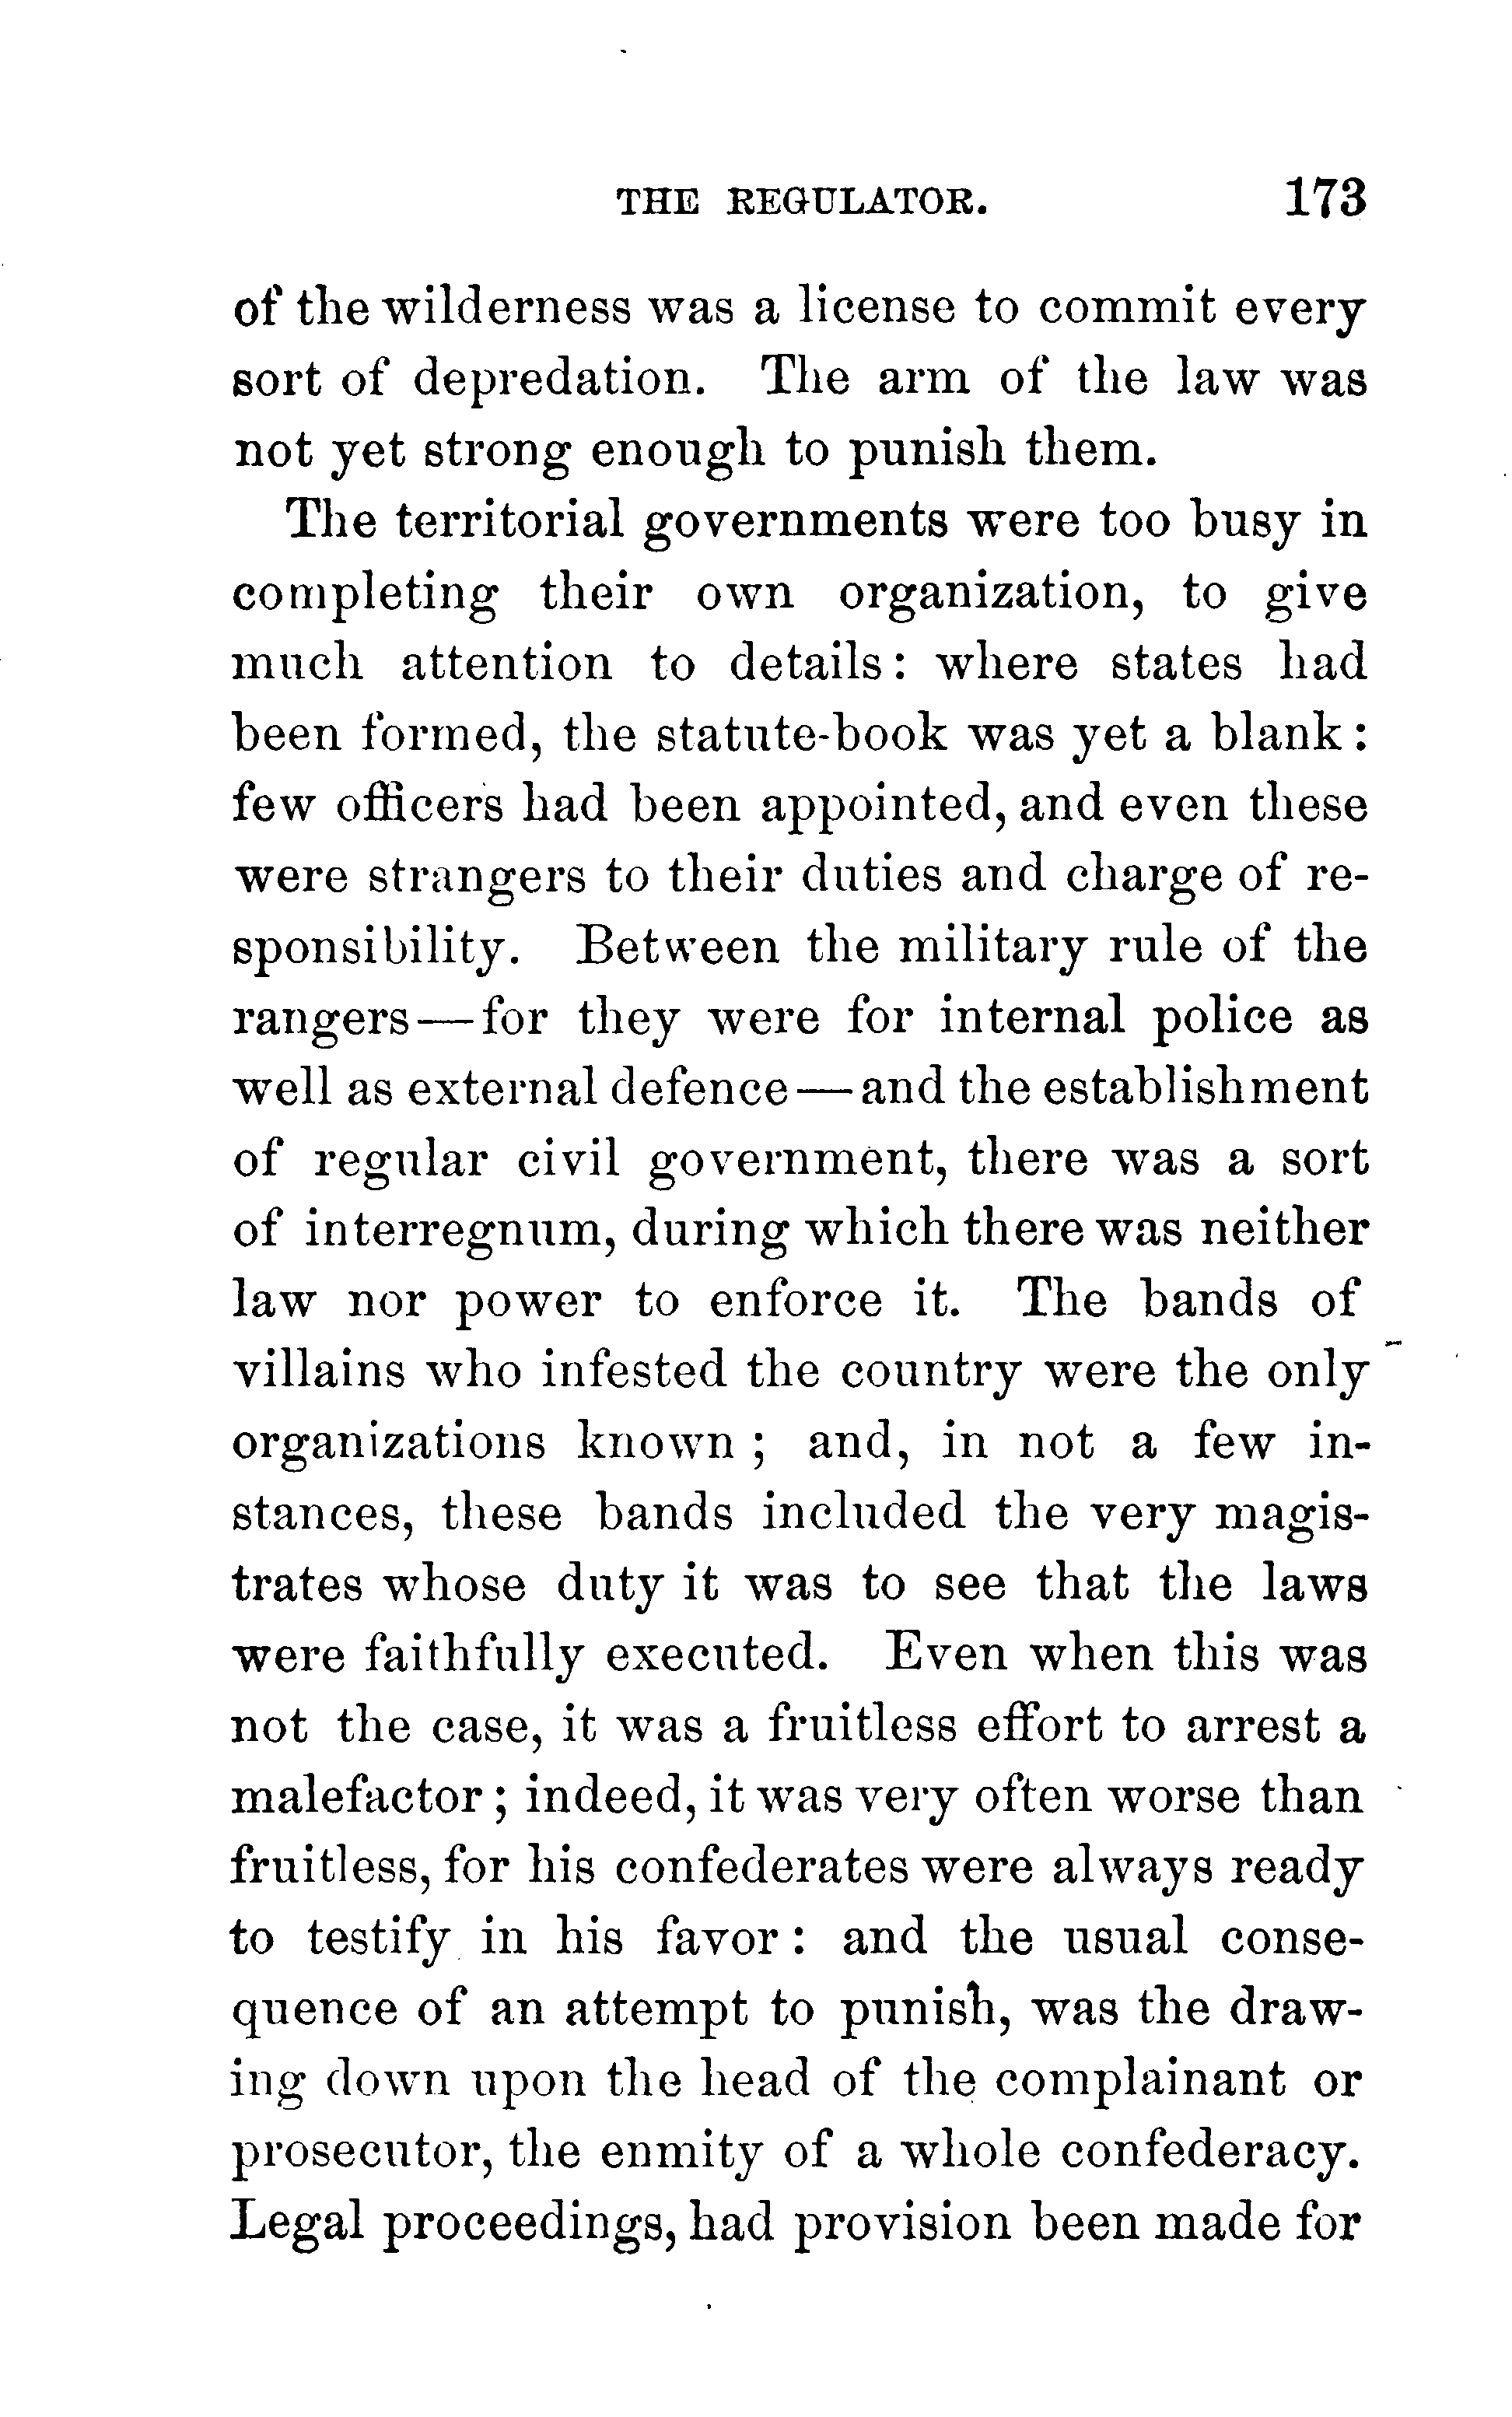 THE REGULATOR. 173
of the wilderness was a license to commit every
sort of depredation. The arm of the law was
not yet strong enough to punish them.
The territorial governments were too busy in
completing their own organization, to give
much attention to details: where states had
been formed, the statute-book was yet a blank:
few officers had been appointed, and even these
were strangers to their duties and charge of re-
sponsibility. Between the military rule of the
rangers—for they were for internal police as
well as external defence—and the establishment
of regular civil government, there was a sort
of interregnum, during which there was neither
law nor power to enforce it. The bands of
villains who infested the country were the only
organizations known; and, in not a few in-
stances, these bands included the very magis-
trates whose duty it was to see that the laws
were faithfully executed. Even when this was
not the case, it was a fruitless effort to arrest a
malefactor; indeed, it was very often worse than
fruitless, for his confederates were always ready
to testify in his favor: and the usual conse-
quence of an attempt to punish, was the draw-
ing down upon the head of the complainant or
prosecutor, the enmity of a whole confederacy.
Legal proceedings, had provision been made for